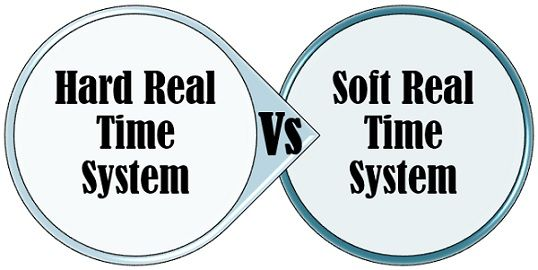 Hard Real
Time
System
Vs
Soft Real
Time
System